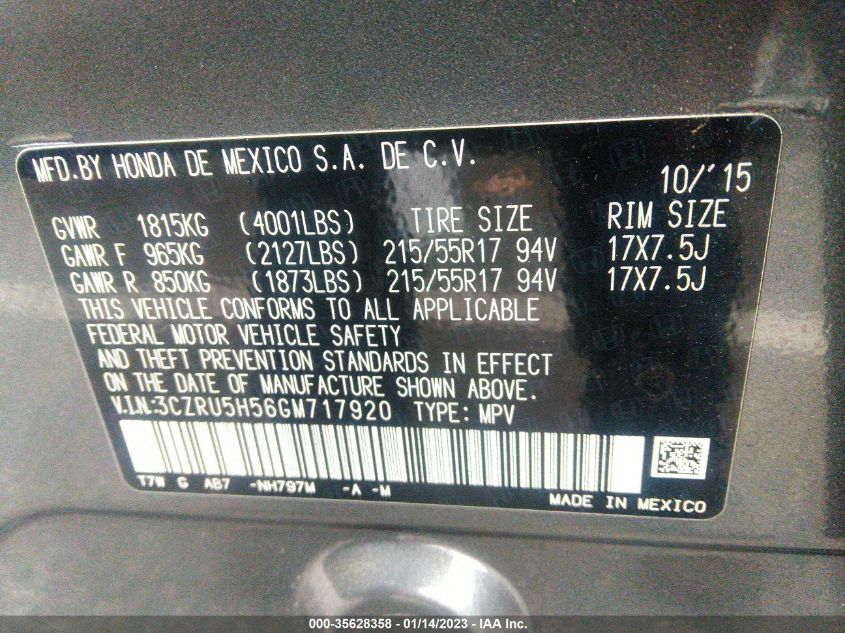 MFD.BY HONDA DE MEXICO S.A. DE C.V. 10/'15
GVWR 1815KG (4001LBS) TIRE SIZE RIM SIZE
GAWR F 965KG (2127LBS) 215/55R17 94V 17X7.5J
GAWR R 850KG (1873LBS) 215/55R17 94V 17X7.5J
THIS VEHICLE CONFORMS TO ALL APPLICABLE
FEDERAL MOTOR VEHICLE SAFETY
AND THEFT PREVENTION STANDARDS IN EFFECT
ON THE DATE OF MANUFACTURE SHOWN ABOVE.
V.I.N:3CZRU5H56GM717920 TYPE: MPV
T7W G AB7 -NH797M -A -M
MADE IN MEXICO
000-35628358 - 01/14/2023 - IAA Inc.